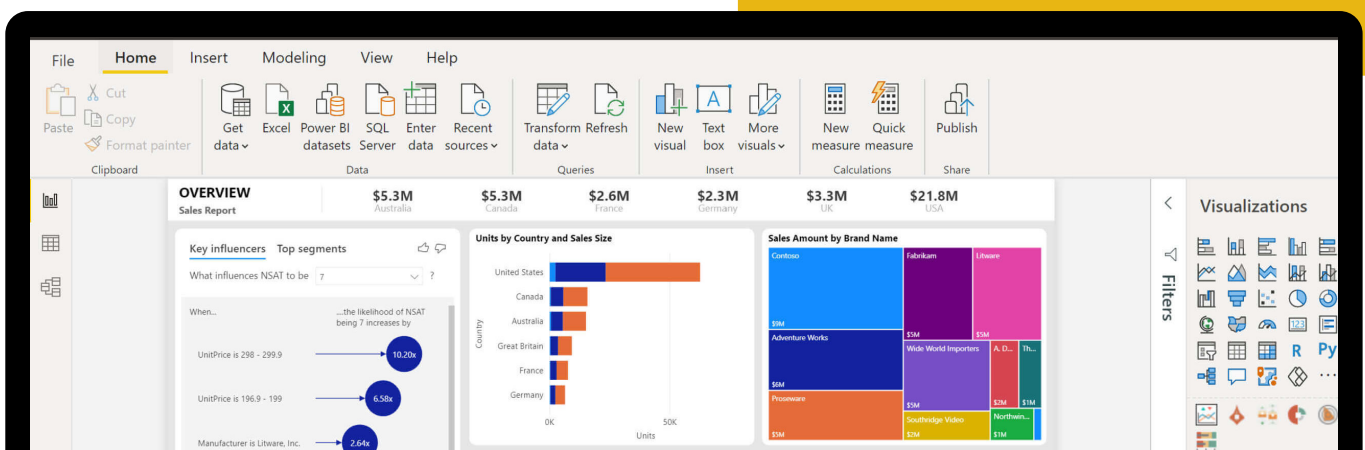 File Home Insert Modeling View Help
Paste
Cut
Copy
Format painter
Clipboard
Get data
Excel
Power BI datasets
SQL Server
Enter data
Recent sources
Data
Transform data
Refresh
Queries
New visual
Text box
More visuals
Insert
New measure
Quick measure
Calculations
Publish
Share
OVERVIEW
Sales Report
$5.3M
Australia
$5.3M
Canada
$2.6M
France
$2.3M
Germany
$3.3M
UK
$21.8M
USA
Key influencers Top segments
What influences NSAT to be 7 ?
When...
....the likelihood of NSAT
being 7 increases by
UnitPrice is 298 - 299.9
10.20x
UnitPrice is 196.9 - 199
6.58x
Manufacturer is Litware, Inc.
2.64x
Units by Country and Sales Size
Country
United States
Canada
Australia
Great Britain
France
Germany
0K 50K
Units
Sales Amount by Brand Name
Contoso
$9M
Adventure Works
$6M
Proseware
$5M
Fabrikam
$5M
Litware
$5M
Wide World Importers
$5M
A. D...
$2M
Th...
$1M
Southridge Video
$2M
Northwin...
$1M
Filters
Visualizations
123
R Py